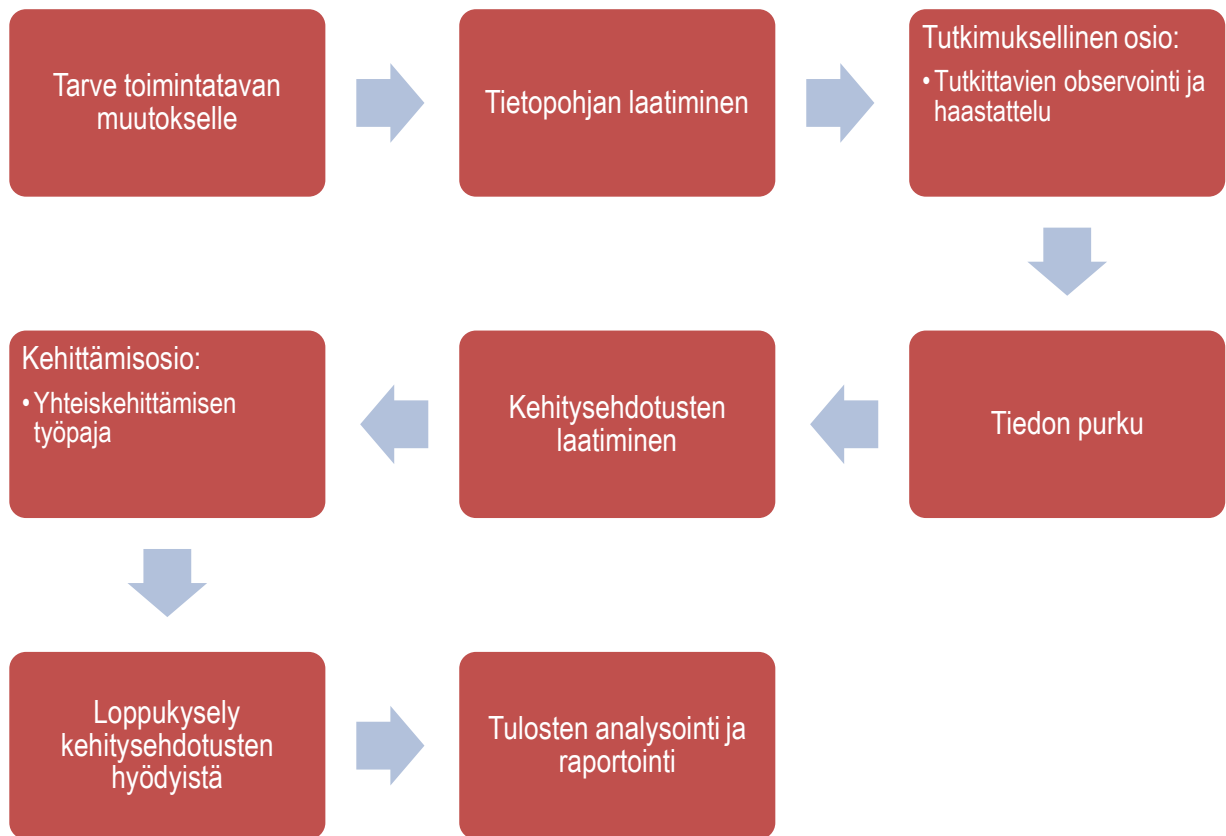 Tarve toimintatavan
muutokselle
Tietopohjan laatiminen
Tutkimuksellinen osio:
• Tutkittavien observointi ja
haastattelu
Tiedon purku
Kehitysehdotusten
laatiminen
Kehittämisosio:
• Yhteiskehittämisen
työpaja
Loppukysely
kehitysehdotusten
hyödyistä
Tulosten analysointi ja
raportointi